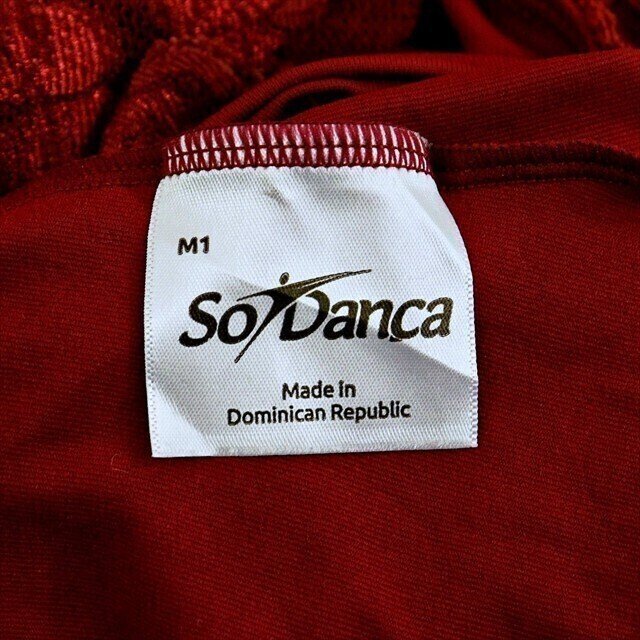 M1
SoDança
Made in
Dominican Republic